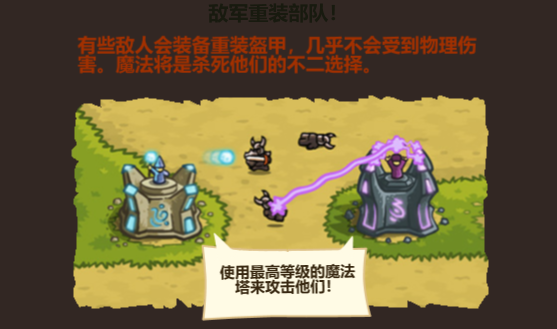 敌军重装部队！
有些敌人会装备重装盔甲，几乎不会受到物理伤
害。魔法将是杀死他们的不二选择。
使用最高等级的魔法
塔来攻击他们！